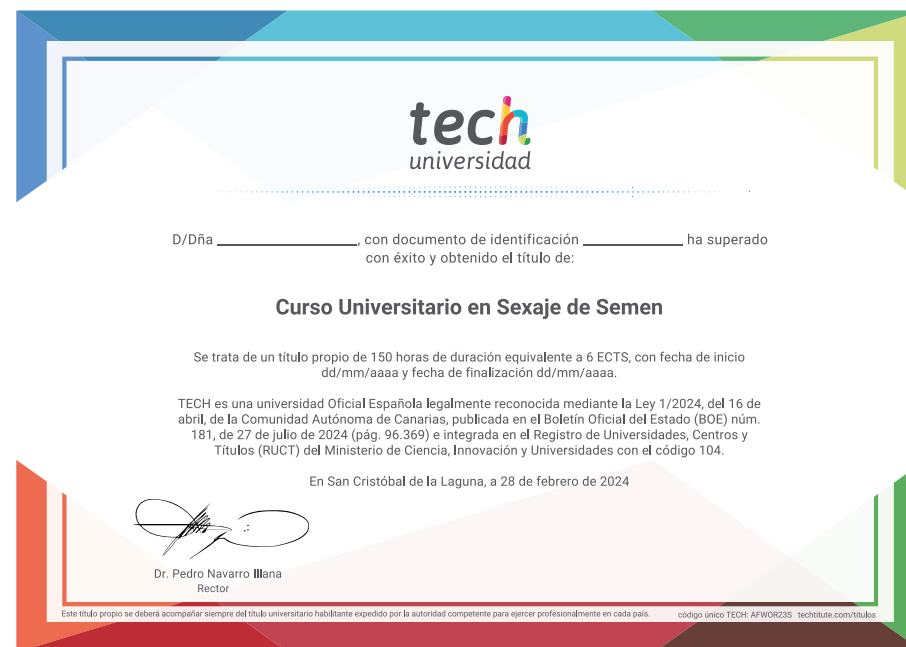 tech
universidad
D/Dña ____________________, con documento de identificación ______________ ha superado
con éxito y obtenido el título de:
Curso Universitario en Sexaje de Semen
Se trata de un título propio de 150 horas de duración equivalente a 6 ECTS, con fecha de inicio
dd/mm/aaaa y fecha de finalización dd/mm/aaaa.
TECH es una universidad Oficial Española legalmente reconocida mediante la Ley 1/2024, del 16 de
abril, de la Comunidad Autónoma de Canarias, publicada en el Boletín Oficial del Estado (BOE) núm.
181, de 27 de julio de 2024 (pág. 96.369) e integrada en el Registro de Universidades, Centros y
Títulos (RUCT) del Ministerio de Ciencia, Innovación y Universidades con el código 104.
En San Cristóbal de la Laguna, a 28 de febrero de 2024
Dr. Pedro Navarro Illana
Rector
Este título propio se deberá acompañar siempre del título universitario habilitante expedido por la autoridad competente para ejercer profesionalmente en cada país. código único TECH: AFWOR23S techtitute.com/titulos